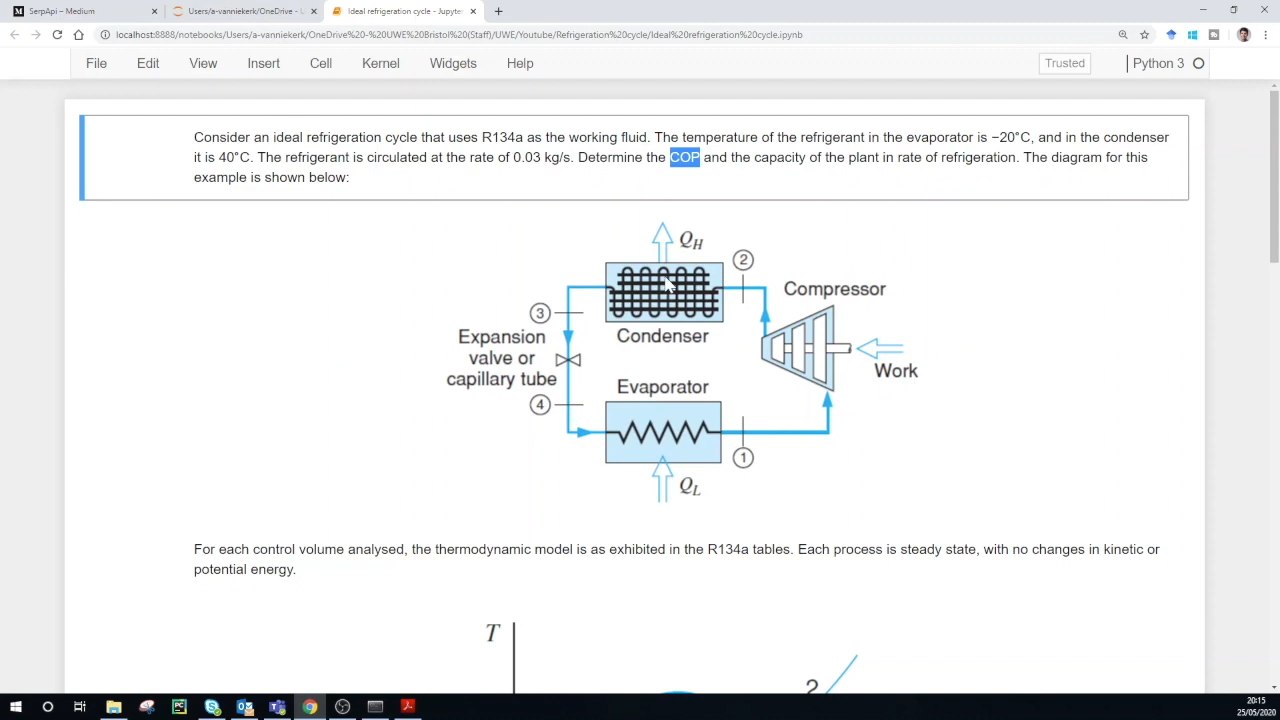 SerpApi – Medium
Users/a-vanniekerk/OneDrive - U
Ideal refrigeration cycle - Jupyter
localhost:8888/notebooks/Users/a-vanniekerk/OneDrive%20-%20UWE%20Bristol%20(Staff)/UWE/Youtube/Refrigeration%20cycle/Ideal%20refrigeration%20cycle.ipynb
File Edit View Insert Cell Kernel Widgets Help Trusted Python 3
Consider an ideal refrigeration cycle that uses R134a as the working fluid. The temperature of the refrigerant in the evaporator is −20°C, and in the condenser
it is 40°C. The refrigerant is circulated at the rate of 0.03 kg/s. Determine the COP and the capacity of the plant in rate of refrigeration. The diagram for this
example is shown below:
Q_H
2
Compressor
3
Condenser
Expansion
valve or
capillary tube
Work
Evaporator
4
1
Q_L
For each control volume analysed, the thermodynamic model is as exhibited in the R134a tables. Each process is steady state, with no changes in kinetic or
potential energy.
T
2
20:15
25/05/2020